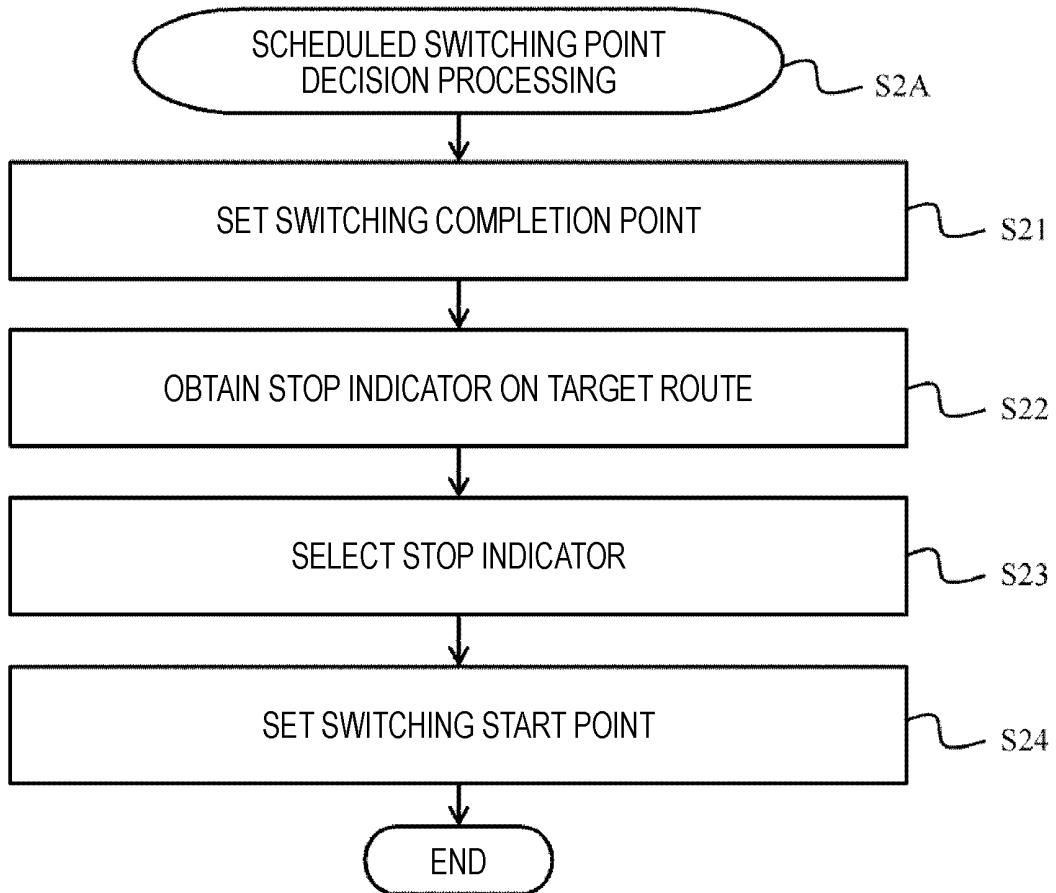 SCHEDULED SWITCHING POINT
DECISION PROCESSING
S2A
SET SWITCHING COMPLETION POINT
S21
OBTAIN STOP INDICATOR ON TARGET ROUTE
S22
SELECT STOP INDICATOR
S23
SET SWITCHING START POINT
S24
END